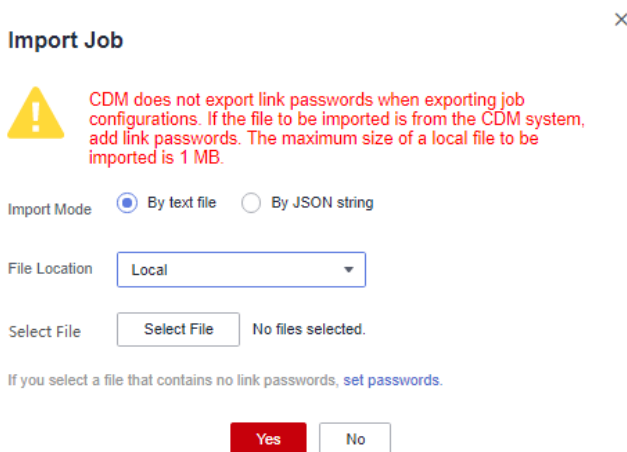 Import Job
CDM does not export link passwords when exporting job
configurations. If the file to be imported is from the CDM system,
add link passwords. The maximum size of a local file to be
imported is 1 MB.
Import Mode By text file By JSON string
File Location Local
Select File Select File No files selected.
If you select a file that contains no link passwords, set passwords.
Yes No